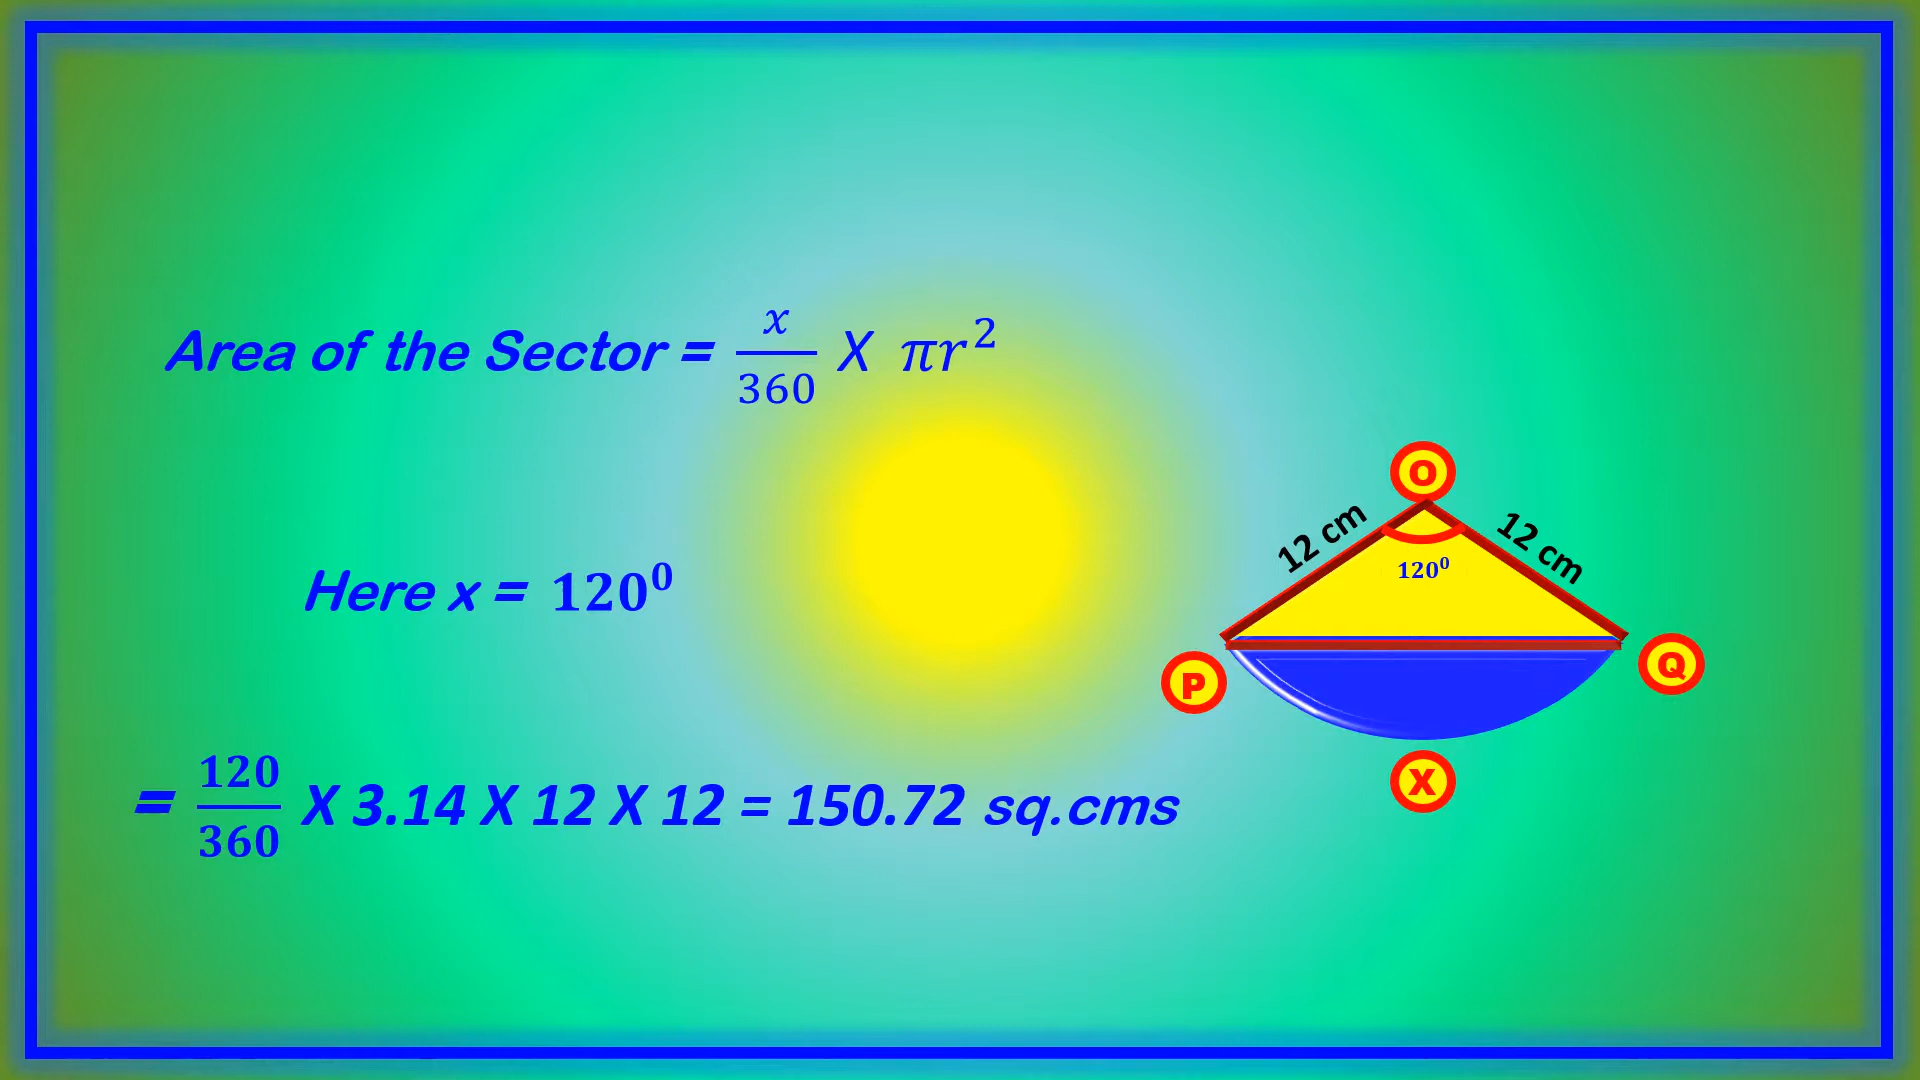 Area of the Sector = x/360 X πr²
Here x = 120⁰
= 120/360 X 3.14 X 12 X 12 = 150.72 sq.cms
O
12 cm
12 cm
120⁰
P
Q
X